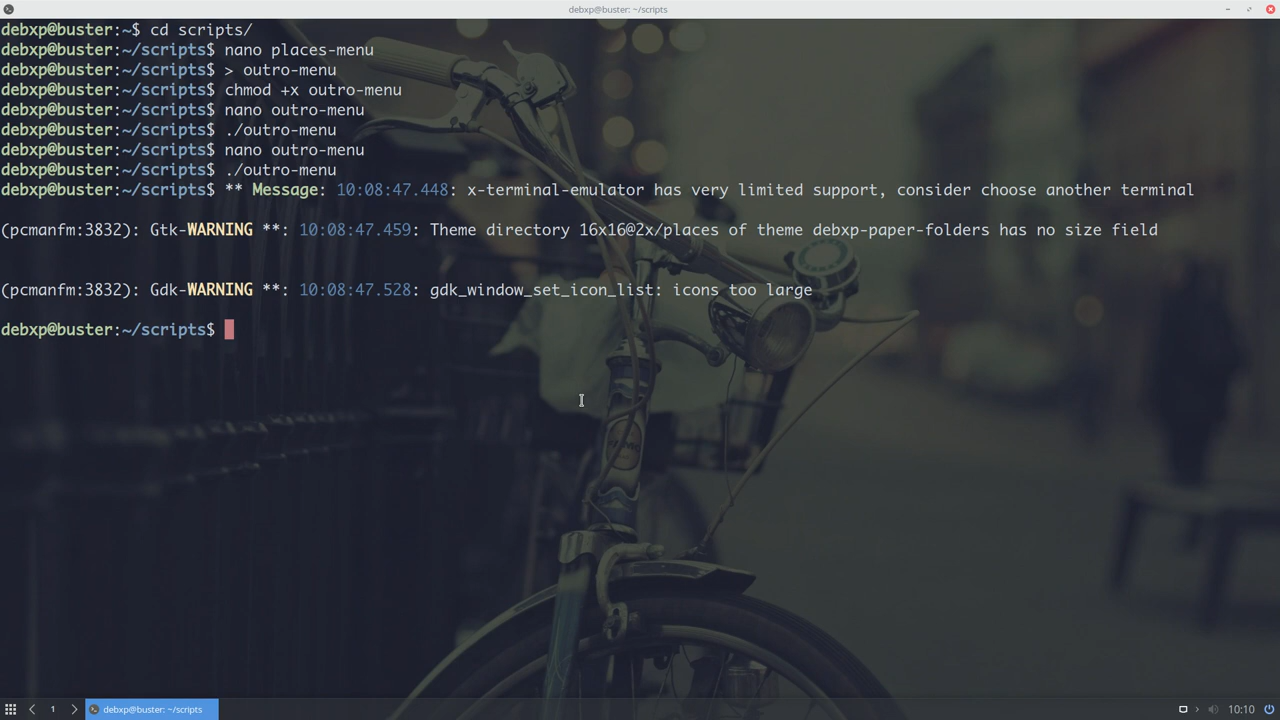 debxp@buster: ~/scripts
debxp@buster:~$ cd scripts/
debxp@buster:~/scripts$ nano places-menu
debxp@buster:~/scripts$ > outro-menu
debxp@buster:~/scripts$ chmod +x outro-menu
debxp@buster:~/scripts$ nano outro-menu
debxp@buster:~/scripts$ ./outro-menu
debxp@buster:~/scripts$ nano outro-menu
debxp@buster:~/scripts$ ./outro-menu
debxp@buster:~/scripts$ ** Message: 10:08:47.448: x-terminal-emulator has very limited support, consider choose another terminal
(pcmanfm:3832): Gtk-WARNING **: 10:08:47.459: Theme directory 16x16@2x/places of theme debxp-paper-folders has no size field
(pcmanfm:3832): Gdk-WARNING **: 10:08:47.528: gdk_window_set_icon_list: icons too large
debxp@buster:~/scripts$
1
debxp@buster: ~/scripts
10:10